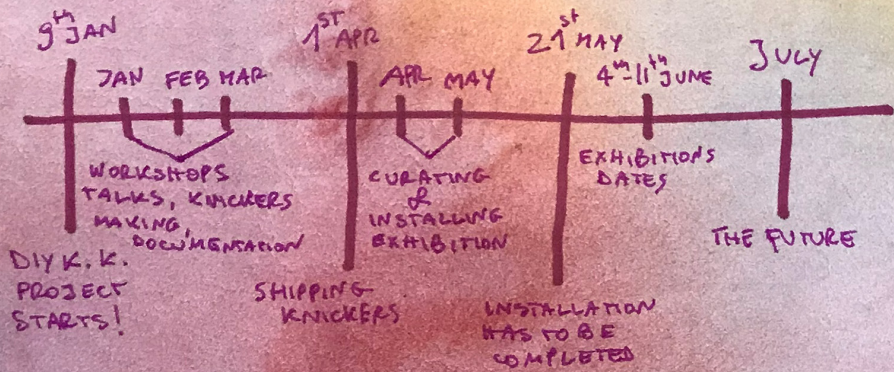 9th JAN
JAN FEB MAR
WORKSHOPS
TALKS, KNICKERS
MAKING,
DOCUMENTATION
DIY K.K.
PROJECT
STARTS!
1ST APR
SHIPPING
KNICKERS
APR MAY
CURATING
&
INSTALLING
EXHIBITION
21st MAY
INSTALLATION
HAS TO BE
COMPLETED
4th-11th JUNE
EXHIBITIONS
DATES
JULY
THE FUTURE